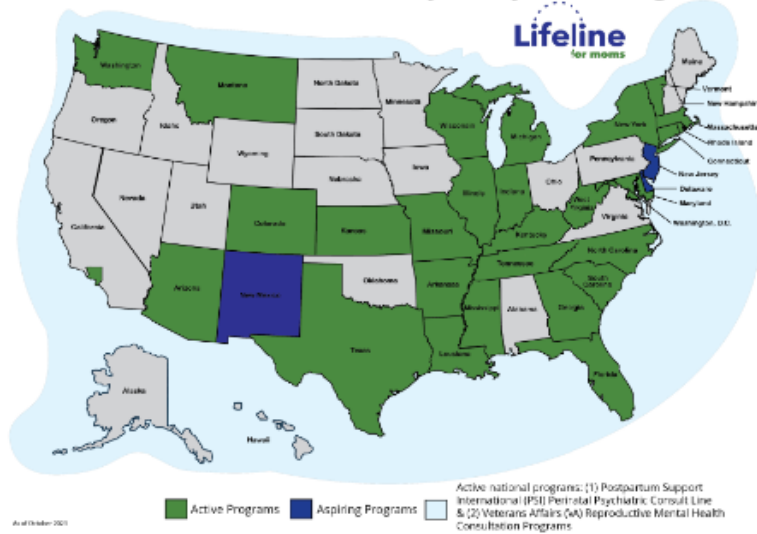 Lifeline
for moms
Washington
Montana
North Dakota
Minnesota
Maine
Oregon
Idaho
South Dakota
Wisconsin
Michigan
New York
Vermont
New Hampshire
Massachusetts
Rhode Island
Connecticut
Wyoming
Iowa
Nebraska
Pennsylvania
New Jersey
Delaware
Maryland
Washington, D.C.
Nevada
Utah
Colorado
Kansas
Missouri
Illinois
Indiana
Ohio
West Virginia
Virginia
Kentucky
California
Arizona
New Mexico
Oklahoma
Arkansas
Tennessee
North Carolina
South Carolina
Texas
Louisiana
Mississippi
Alabama
Georgia
Florida
Alaska
Hawaii
Active Programs
Aspiring Programs
Active national programs: (1) Postpartum Support
International (PSI) Perinatal Psychiatric Consult Line
& (2) Veterans Affairs (VA) Reproductive Mental Health
Consultation Programs
As of October 2023